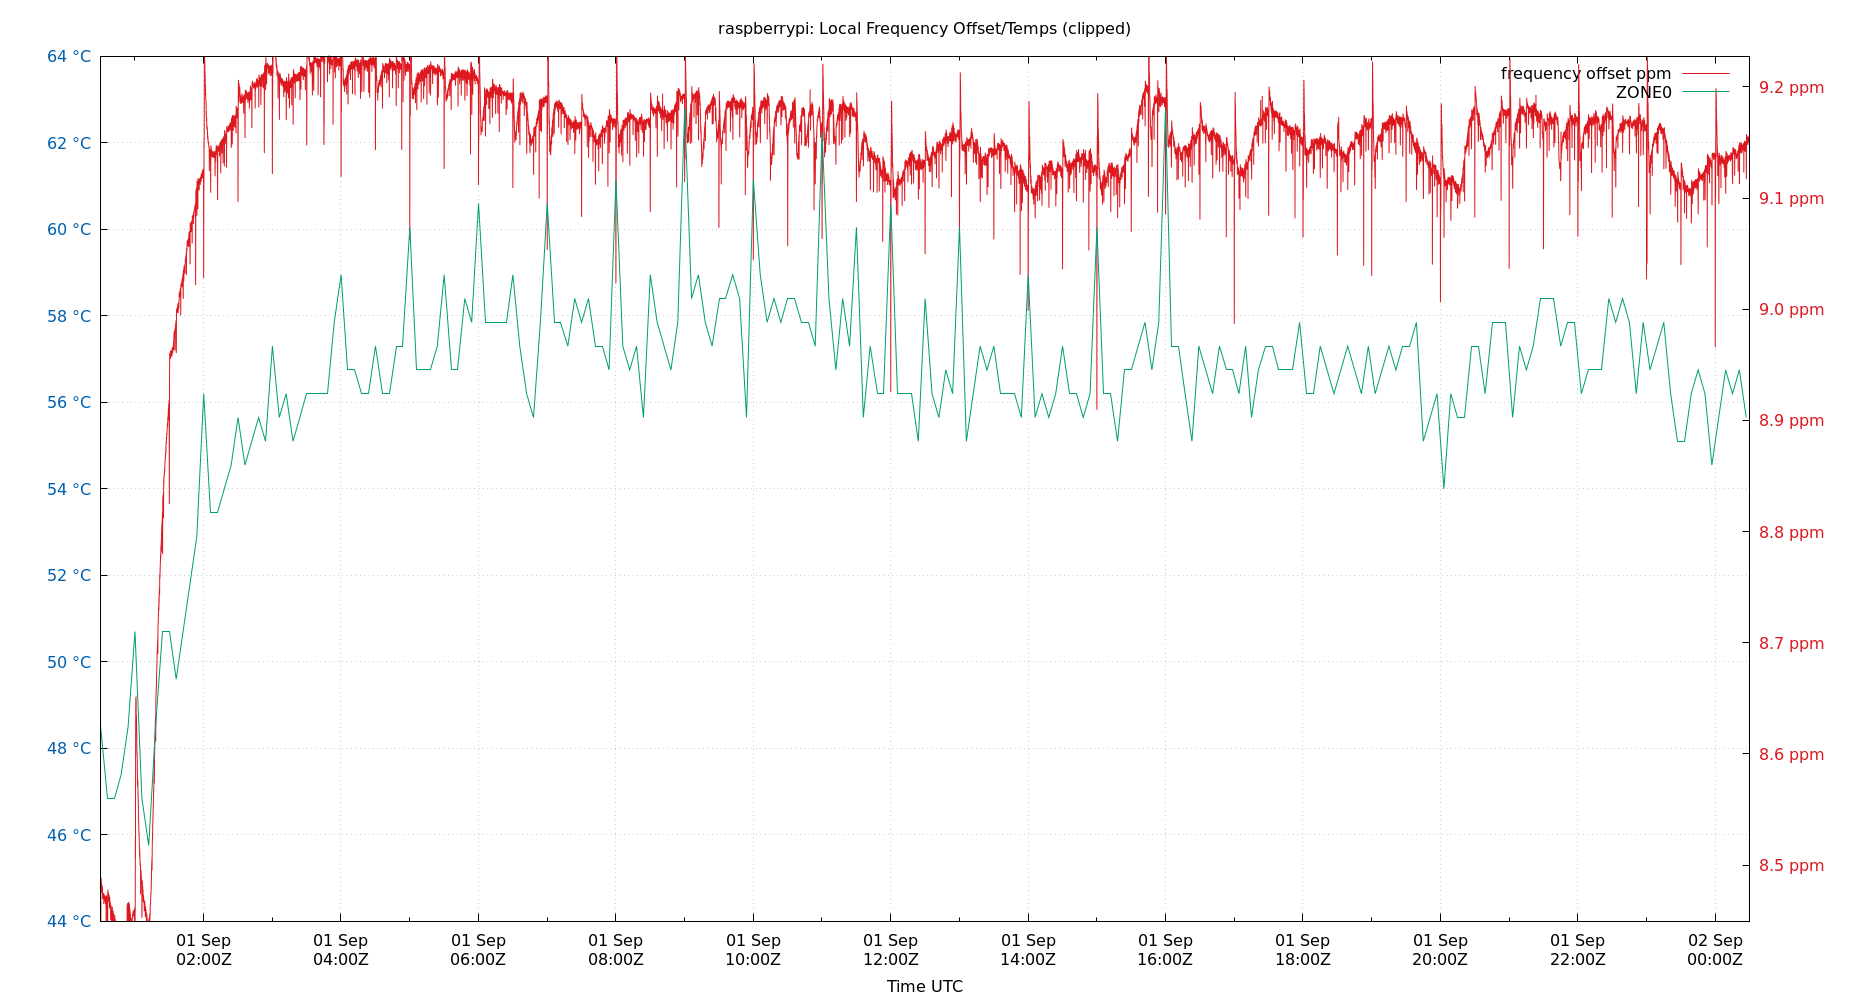 raspberrypi: Local Frequency Offset/Temps (clipped)
64 °C
62 °C
60 °C
58 °C
56 °C
54 °C
52 °C
50 °C
48 °C
46 °C
44 °C
frequency offset ppm
ZONE0
9.2 ppm
9.1 ppm
9.0 ppm
8.9 ppm
8.8 ppm
8.7 ppm
8.6 ppm
8.5 ppm
01 Sep
02:00Z
01 Sep
04:00Z
01 Sep
06:00Z
01 Sep
08:00Z
01 Sep
10:00Z
01 Sep
12:00Z
01 Sep
14:00Z
01 Sep
16:00Z
01 Sep
18:00Z
01 Sep
20:00Z
01 Sep
22:00Z
02 Sep
00:00Z
Time UTC